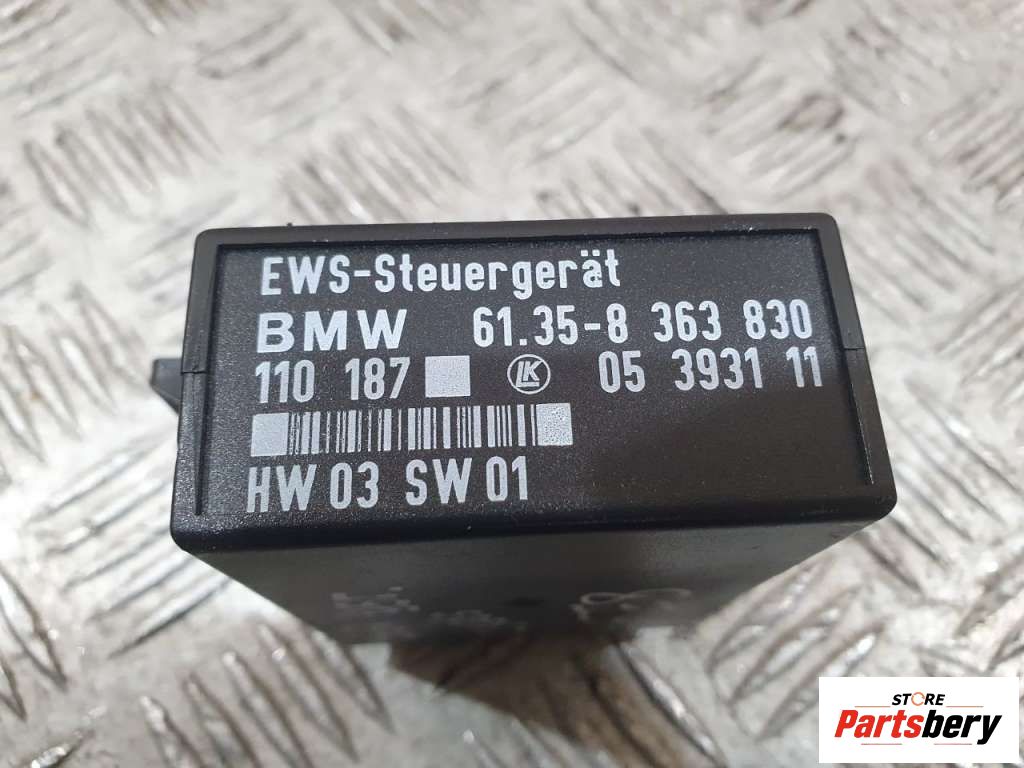 EWS-Steuergerät
BMW 61.35-8 363 830
110 187 LK 05 3931 11
HW 03 SW 01
STORE
Partsbery